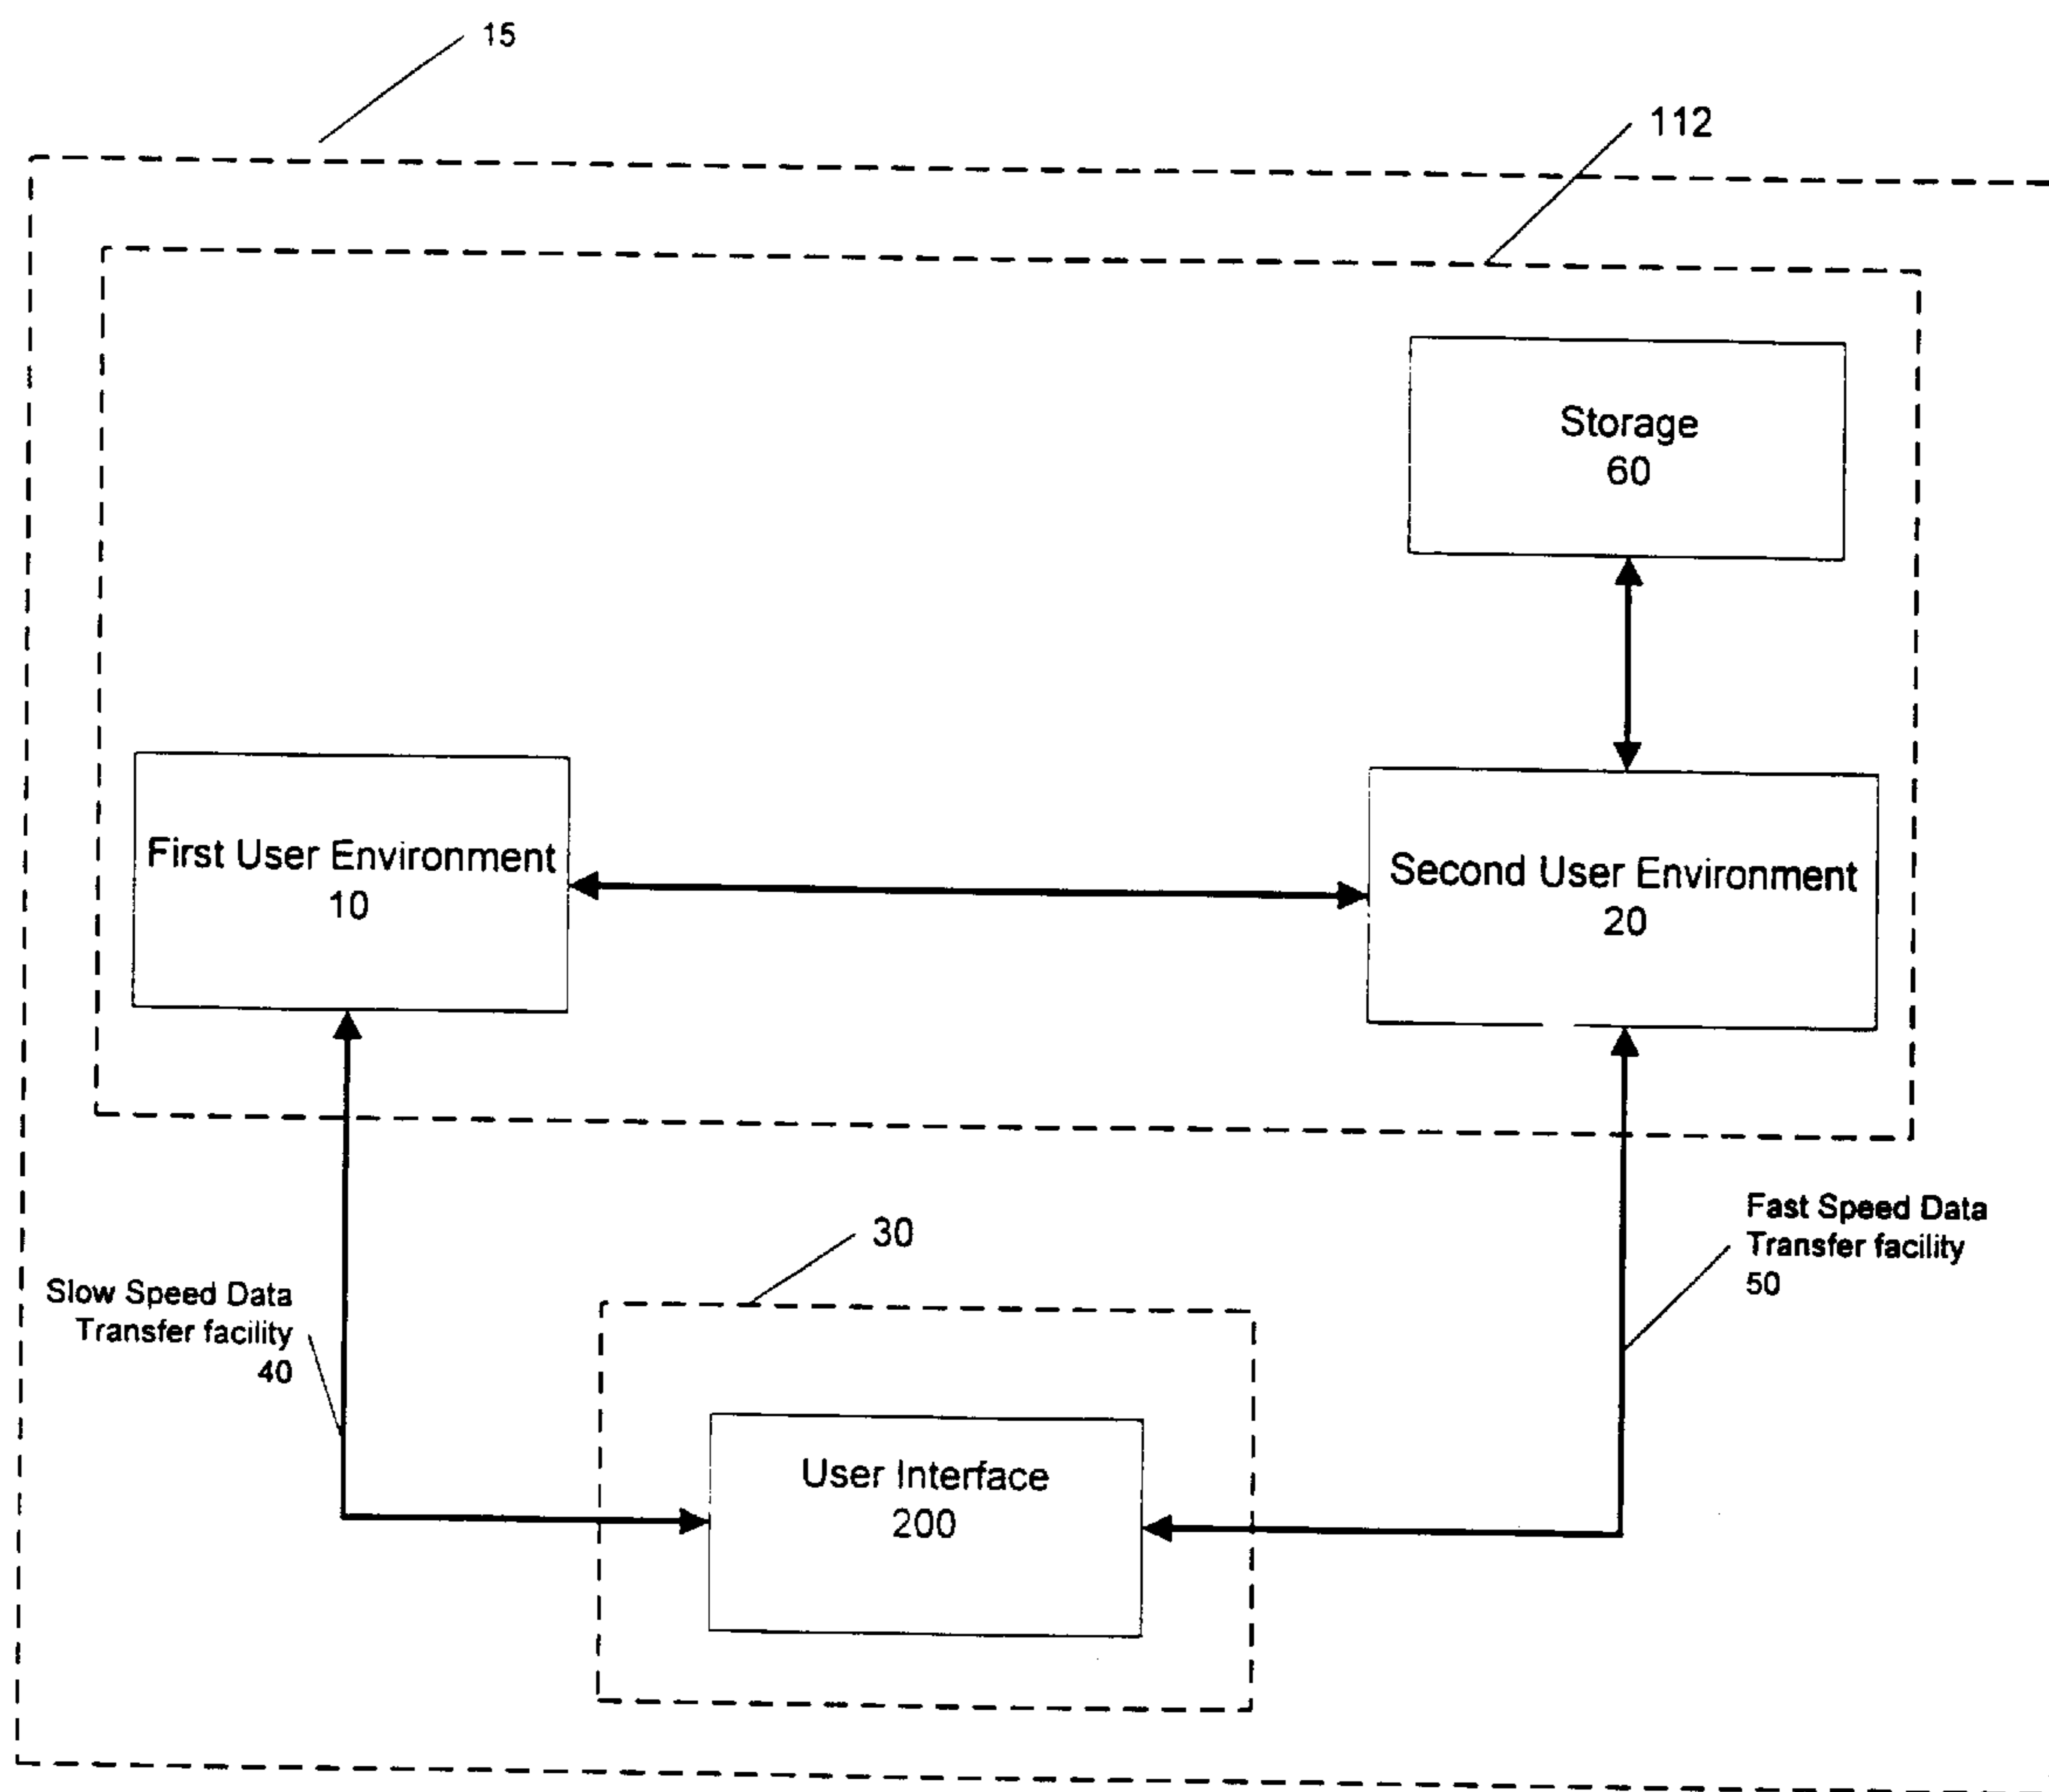 15
112
Storage
60
First User Environment
10
Second User Environment
20
Fast Speed Data
Transfer facility
50
30
Slow Speed Data
Transfer facility
40
User Interface
200